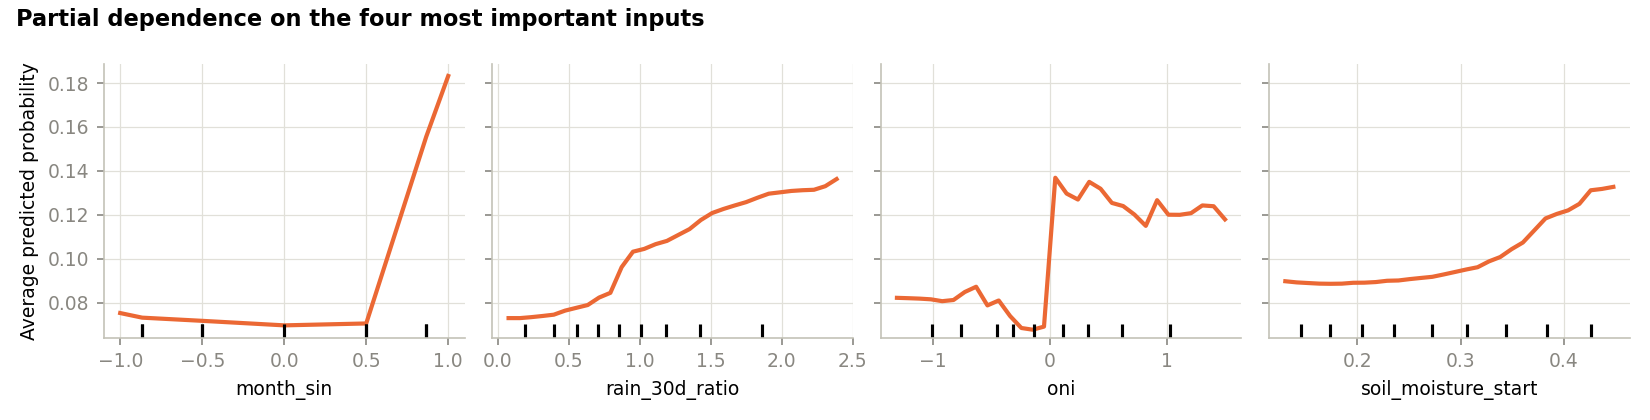 Partial dependence on the four most important inputs
Average predicted probability
0.18
0.16
0.14
0.12
0.10
0.08
−1.0 −0.5 0.0 0.5 1.0
month_sin
0.0 0.5 1.0 1.5 2.0 2.5
rain_30d_ratio
−1 0 1
oni
0.2 0.3 0.4
soil_moisture_start